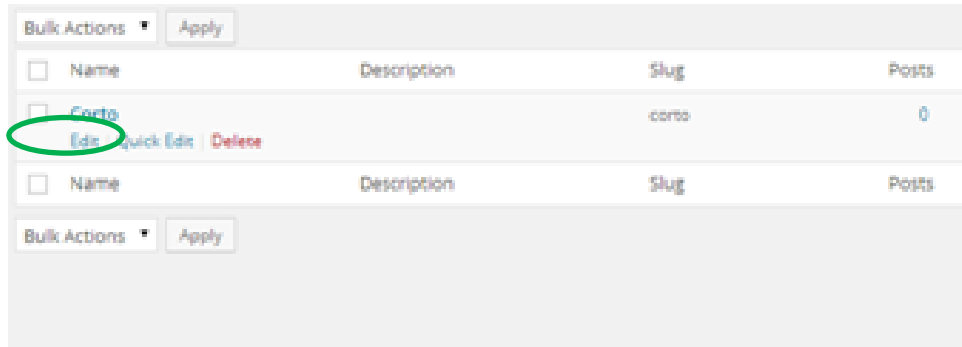 Bulk Actions Apply
Name Description Slug Posts
Corto corto 0
Edit | Quick Edit | Delete
Name Description Slug Posts
Bulk Actions Apply